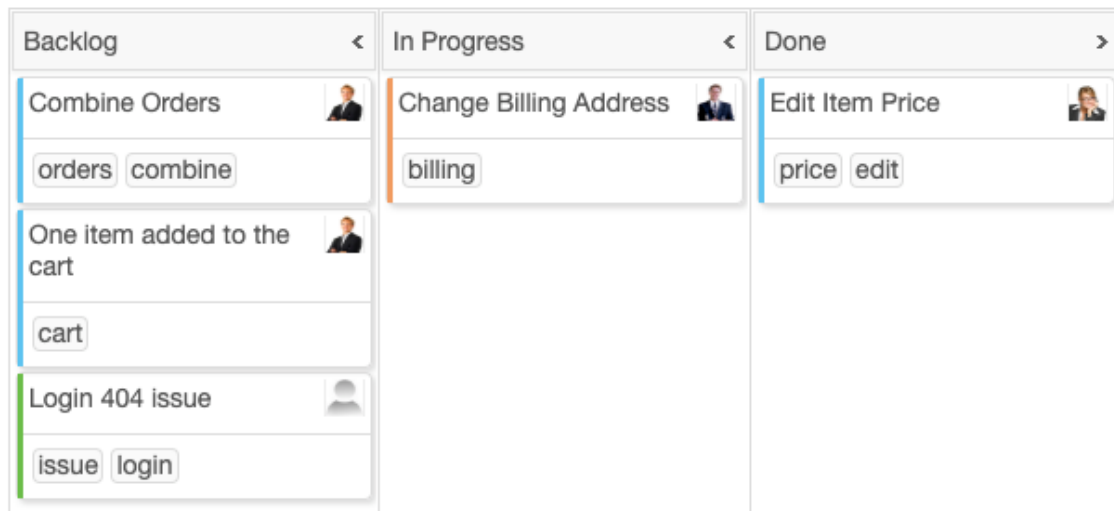 Backlog
Combine Orders
orders combine
One item added to the
cart
cart
Login 404 issue
issue login
In Progress
Change Billing Address
billing
Done
Edit Item Price
price edit